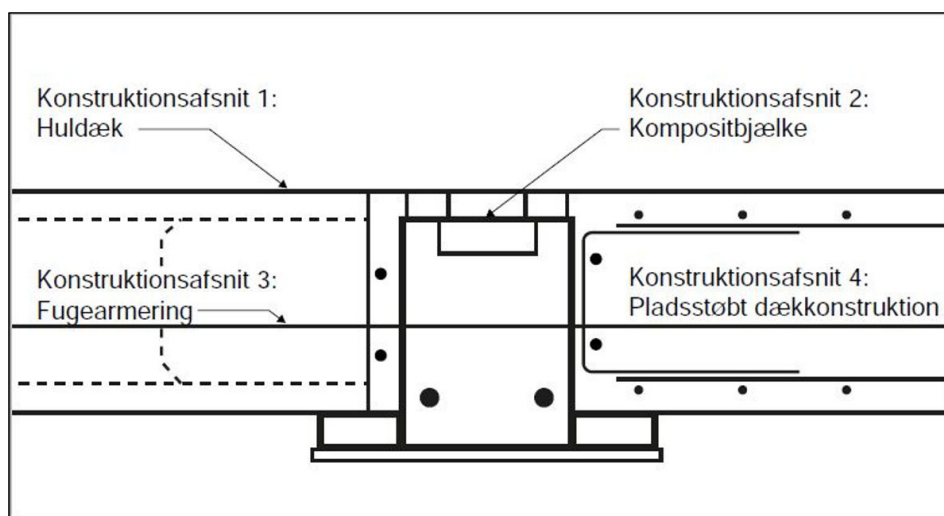 Konstruktionsafsnit 1:
Huldæk
Konstruktionsafsnit 2:
Kompositbjælke
Konstruktionsafsnit 3:
Fugearmering
Konstruktionsafsnit 4:
Pladsstøbt dækkonstruktion